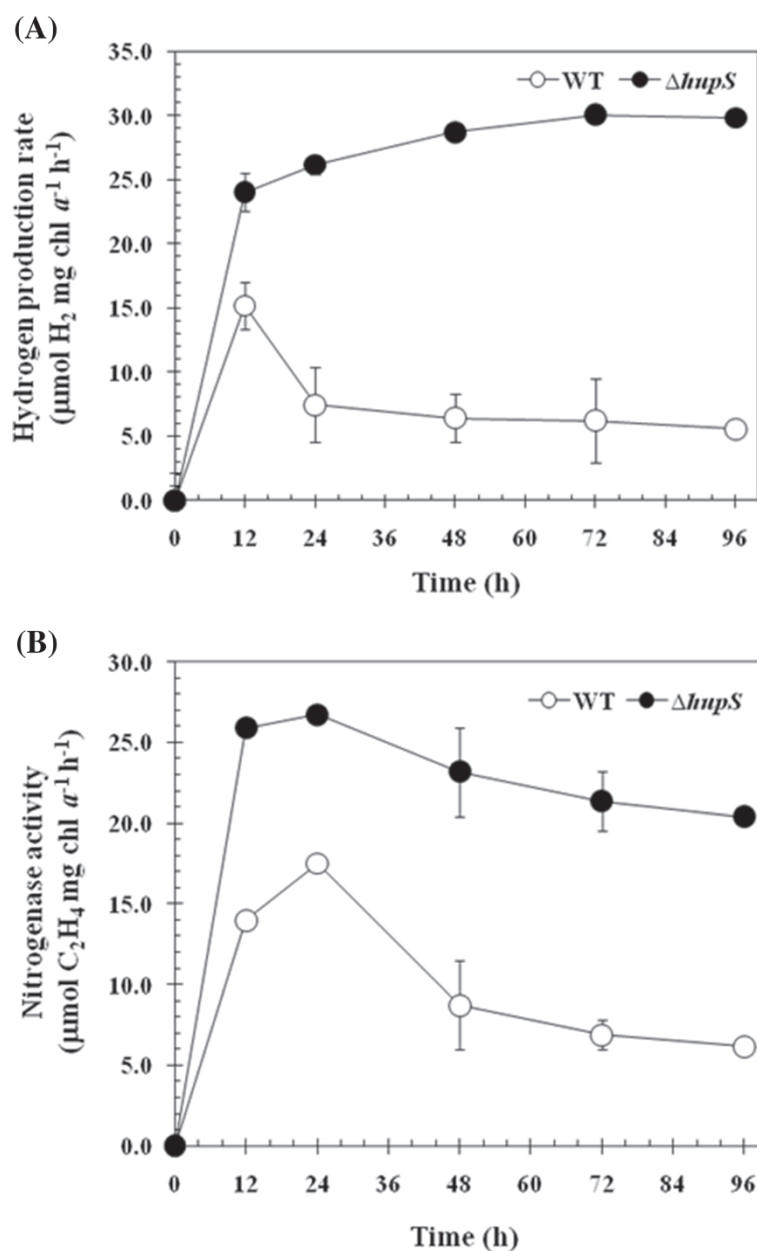 (A)
35.0
WT ΔhupS
30.0
25.0
20.0
15.0
10.0
5.0
0.0
Hydrogen production rate
(μmol H₂ mg chl a⁻¹ h⁻¹)
0 12 24 36 48 60 72 84 96
Time (h)
(B)
30.0
WT ΔhupS
25.0
20.0
15.0
10.0
5.0
0.0
Nitrogenase activity
(μmol C₂H₄ mg chl a⁻¹ h⁻¹)
0 12 24 36 48 60 72 84 96
Time (h)